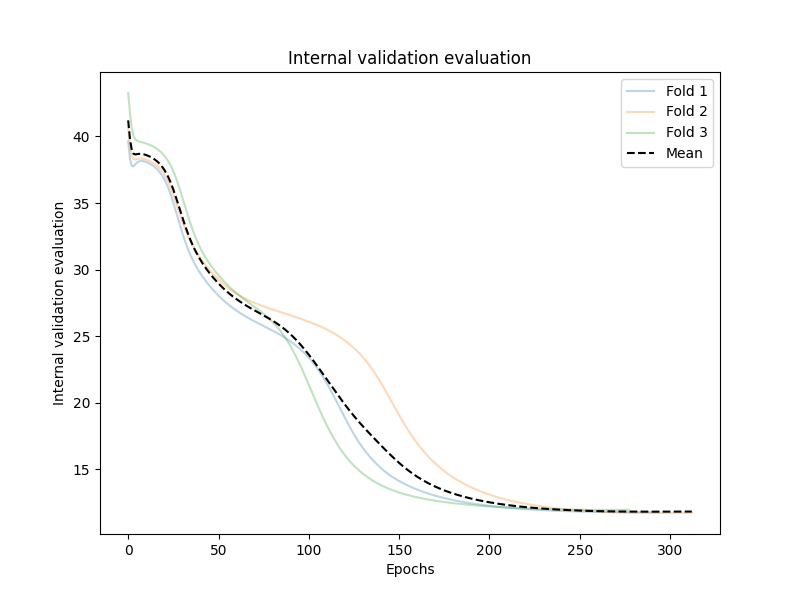 Internal validation evaluation
Fold 1
Fold 2
Fold 3
Mean
Internal validation evaluation
40
35
30
25
20
15
0 50 100 150 200 250 300
Epochs